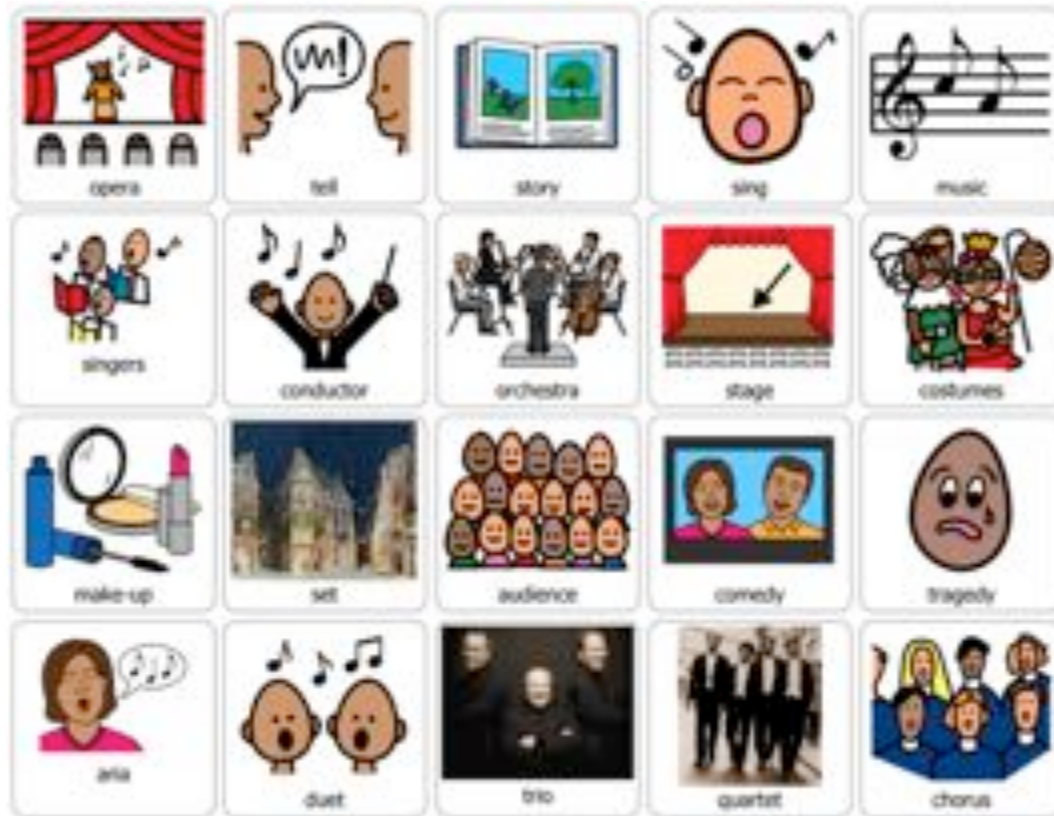 opera
tell
story
sing
music
singers
conductor
orchestra
stage
costumes
make-up
set
audience
comedy
tragedy
aria
duet
trio
quartet
chorus